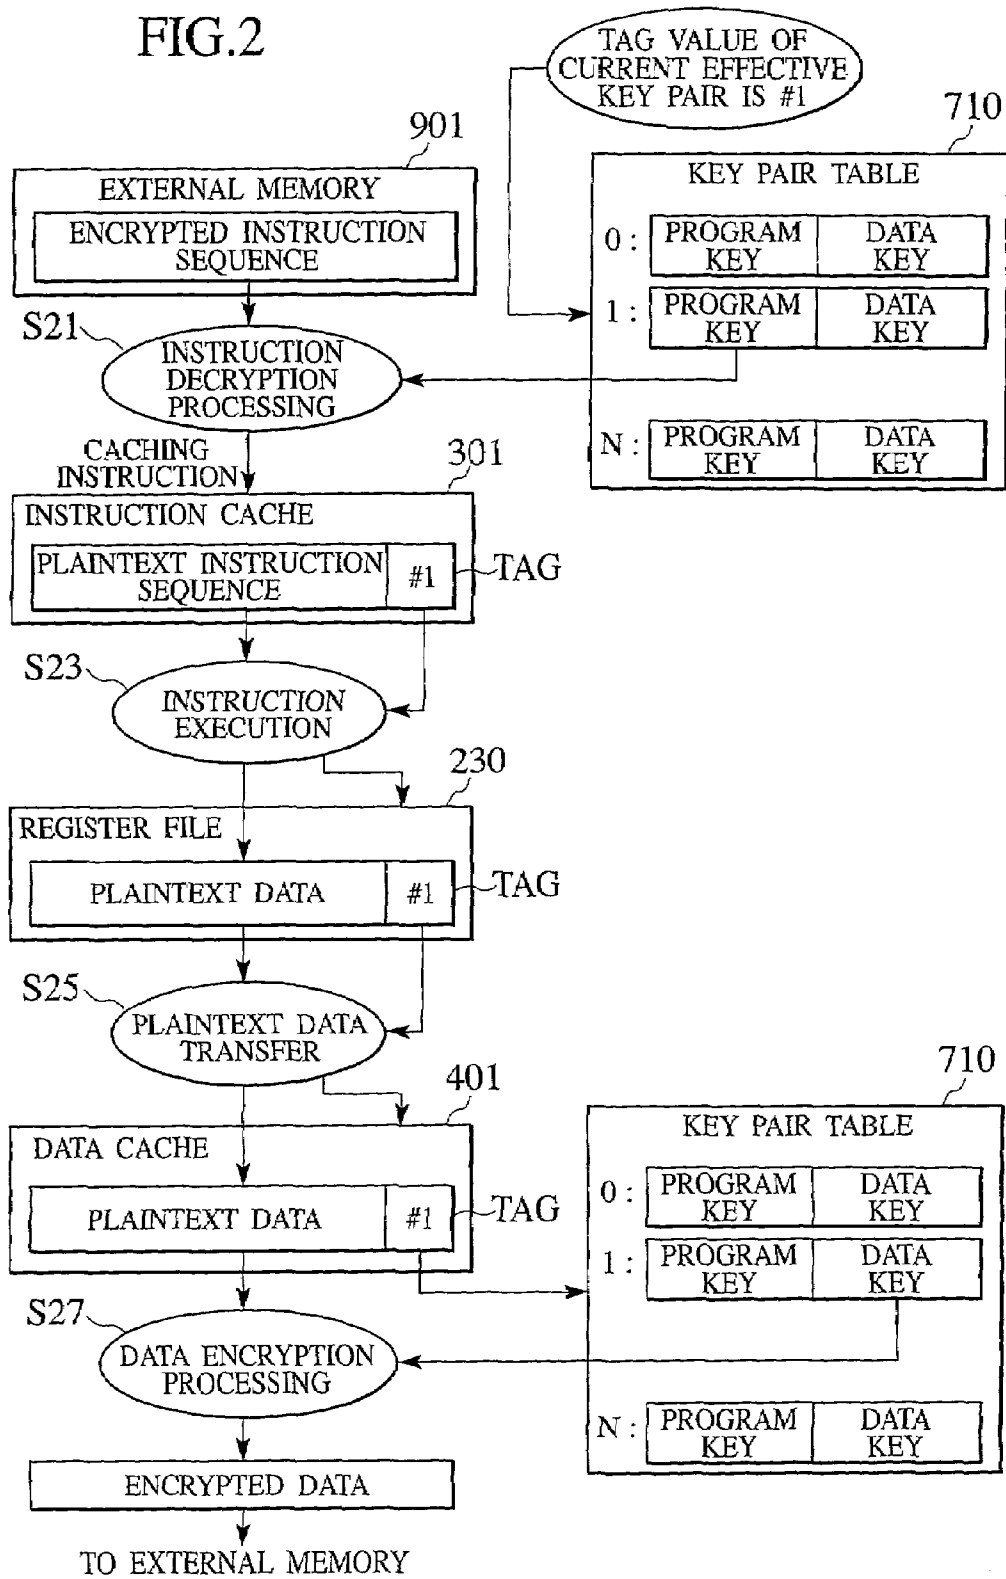 FIG.2
TAG VALUE OF
CURRENT EFFECTIVE
KEY PAIR IS #1
710
KEY PAIR TABLE
0 : PROGRAM KEY DATA KEY
1 : PROGRAM KEY DATA KEY
N : PROGRAM KEY DATA KEY
901
EXTERNAL MEMORY
ENCRYPTED INSTRUCTION
SEQUENCE
S21
INSTRUCTION
DECRYPTION
PROCESSING
CACHING
INSTRUCTION
301
INSTRUCTION CACHE
PLAINTEXT INSTRUCTION
SEQUENCE
#1
TAG
S23
INSTRUCTION
EXECUTION
230
REGISTER FILE
PLAINTEXT DATA
#1
TAG
S25
PLAINTEXT DATA
TRANSFER
401
DATA CACHE
PLAINTEXT DATA
#1
TAG
710
KEY PAIR TABLE
0 : PROGRAM KEY DATA KEY
1 : PROGRAM KEY DATA KEY
N : PROGRAM KEY DATA KEY
S27
DATA ENCRYPTION
PROCESSING
ENCRYPTED DATA
TO EXTERNAL MEMORY